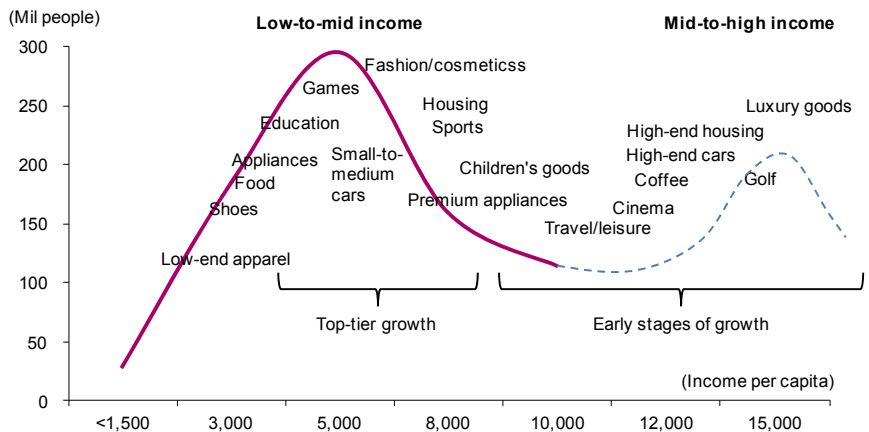 (Mil people)
Low-to-mid income
Mid-to-high income
300
250
200
150
100
50
0
Fashion/cosmeticss
Games
Housing
Sports
Education
Luxury goods
High-end housing
High-end cars
Appliances
Small-to-
medium
cars
Children's goods
Food
Coffee
Golf
Premium appliances
Shoes
Cinema
Travel/leisure
Low-end apparel
Top-tier growth
Early stages of growth
(Income per capita)
<1,500
3,000
5,000
8,000
10,000
12,000
15,000